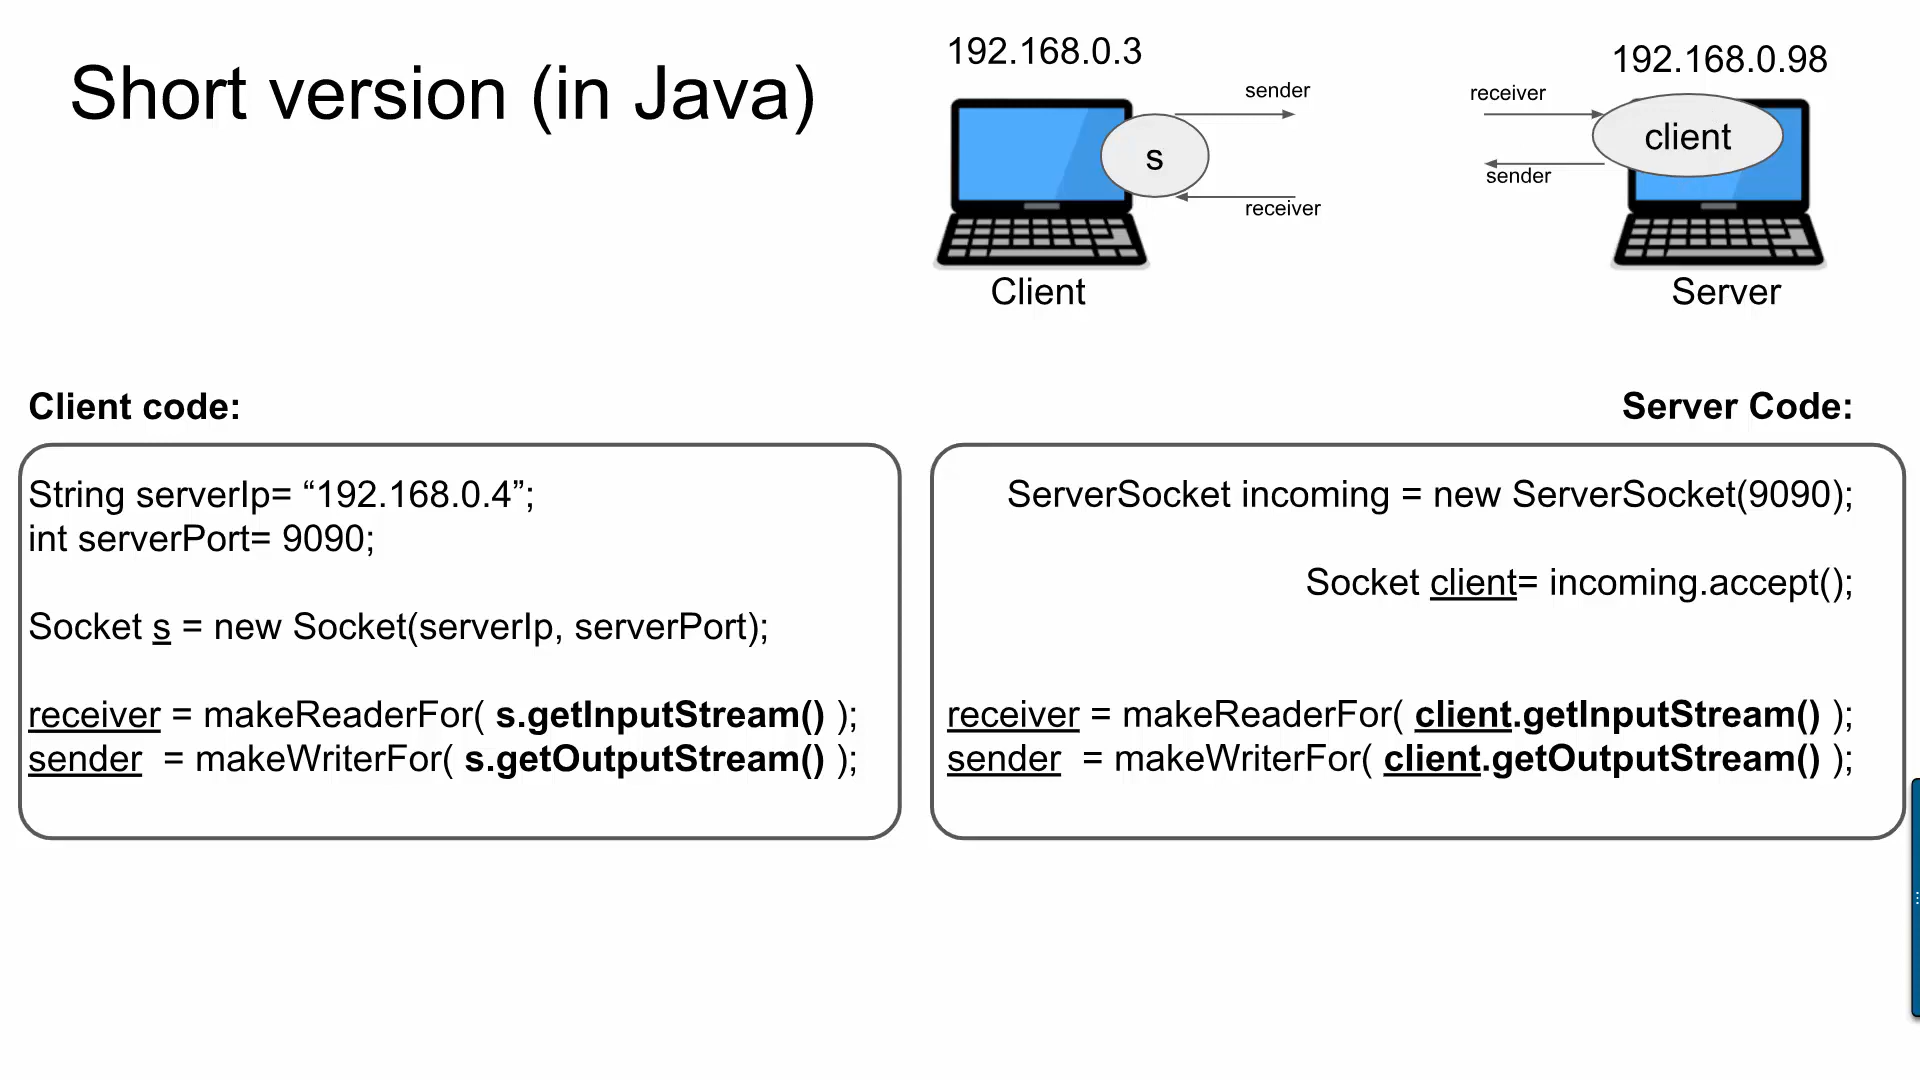 Short version (in Java)
192.168.0.3
192.168.0.98
sender
receiver
s
client
sender
receiver
Client
Server
Client code:
String serverIp= “192.168.0.4”;
int serverPort= 9090;
Socket s = new Socket(serverIp, serverPort);
receiver = makeReaderFor( s.getInputStream() );
sender = makeWriterFor( s.getOutputStream() );
Server Code:
ServerSocket incoming = new ServerSocket(9090);
Socket client= incoming.accept();
receiver = makeReaderFor( client.getInputStream() );
sender = makeWriterFor( client.getOutputStream() );